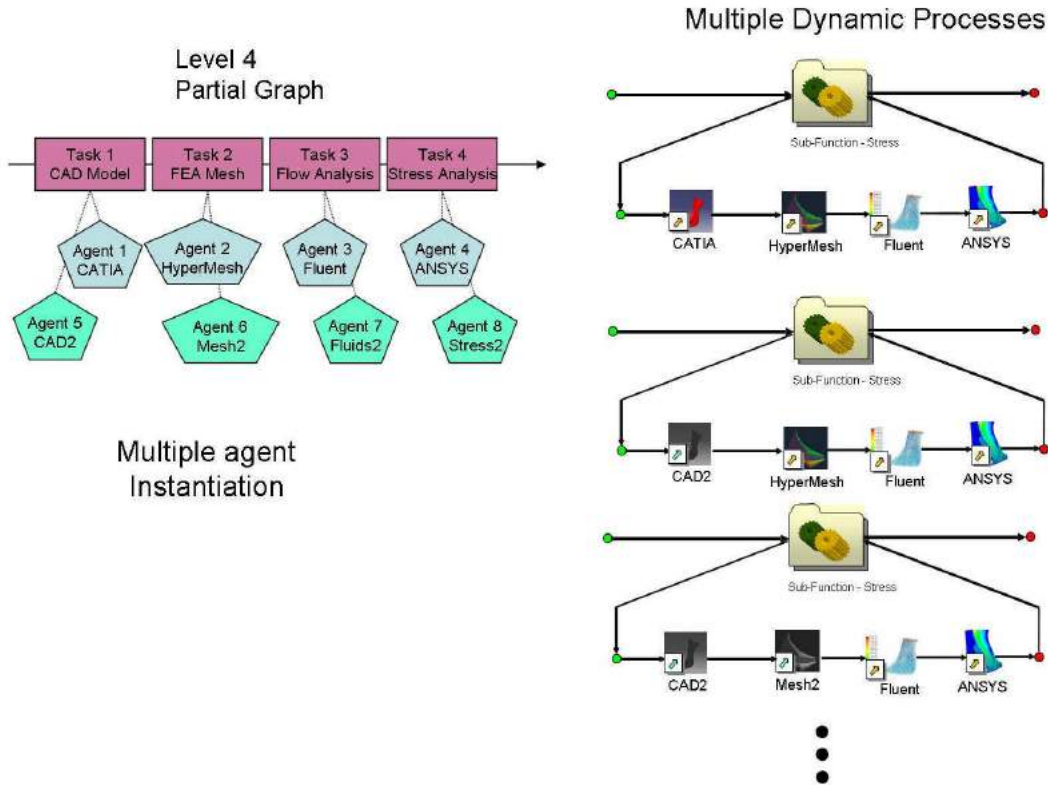 Multiple Dynamic Processes
Level 4
Partial Graph
Task 1
CAD Model
Task 2
FEA Mesh
Task 3
Flow Analysis
Task 4
Stress Analysis
Agent 1
CATIA
Agent 2
HyperMesh
Agent 3
Fluent
Agent 4
ANSYS
Agent 5
CAD2
Agent 6
Mesh2
Agent 7
Fluids2
Agent 8
Stress2
Multiple agent
Instantiation
Sub-Function - Stress
CATIA
HyperMesh
Fluent
ANSYS
Sub-Function - Stress
CAD2
HyperMesh
Fluent
ANSYS
Sub-Function - Stress
CAD2
Mesh2
Fluent
ANSYS